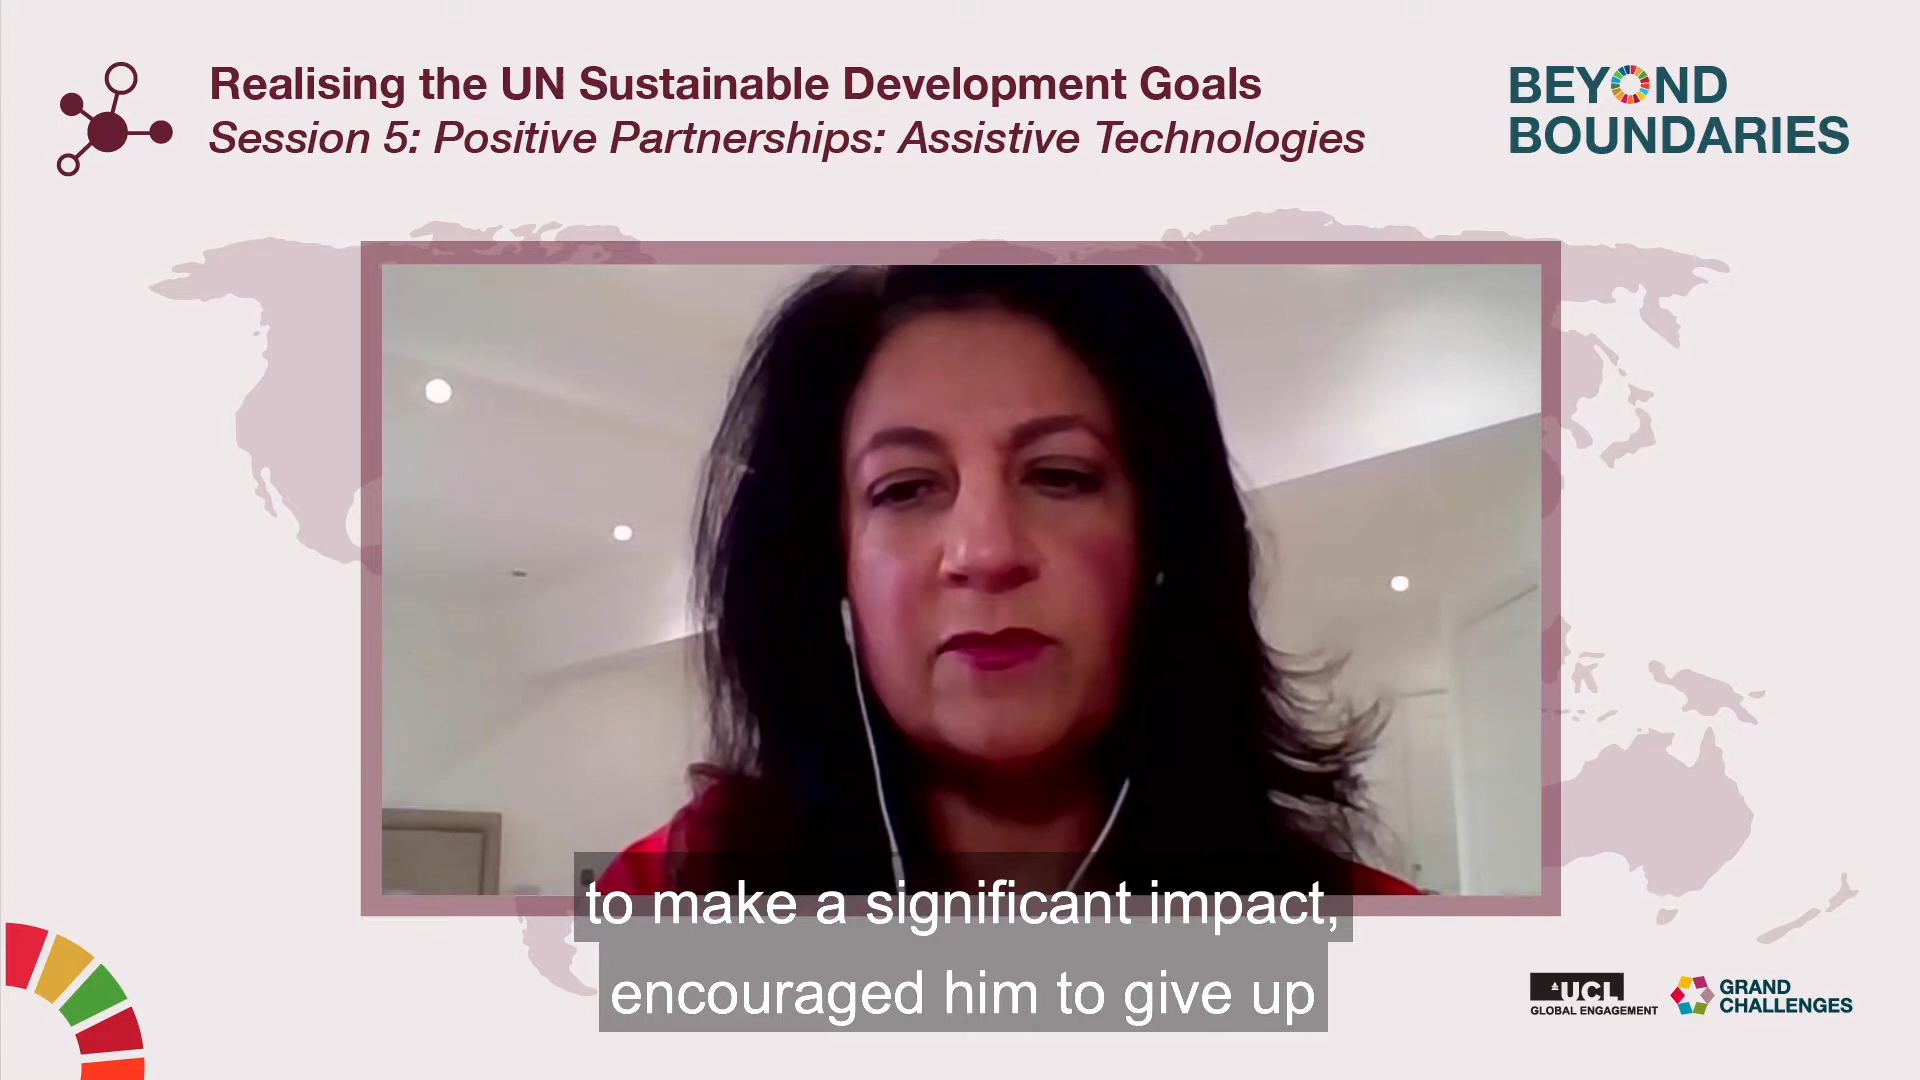 Realising the UN Sustainable Development Goals
Session 5: Positive Partnerships: Assistive Technologies
BEYOND
BOUNDARIES
to make a significant impact,
encouraged him to give up
UCL
GLOBAL ENGAGEMENT
GRAND
CHALLENGES